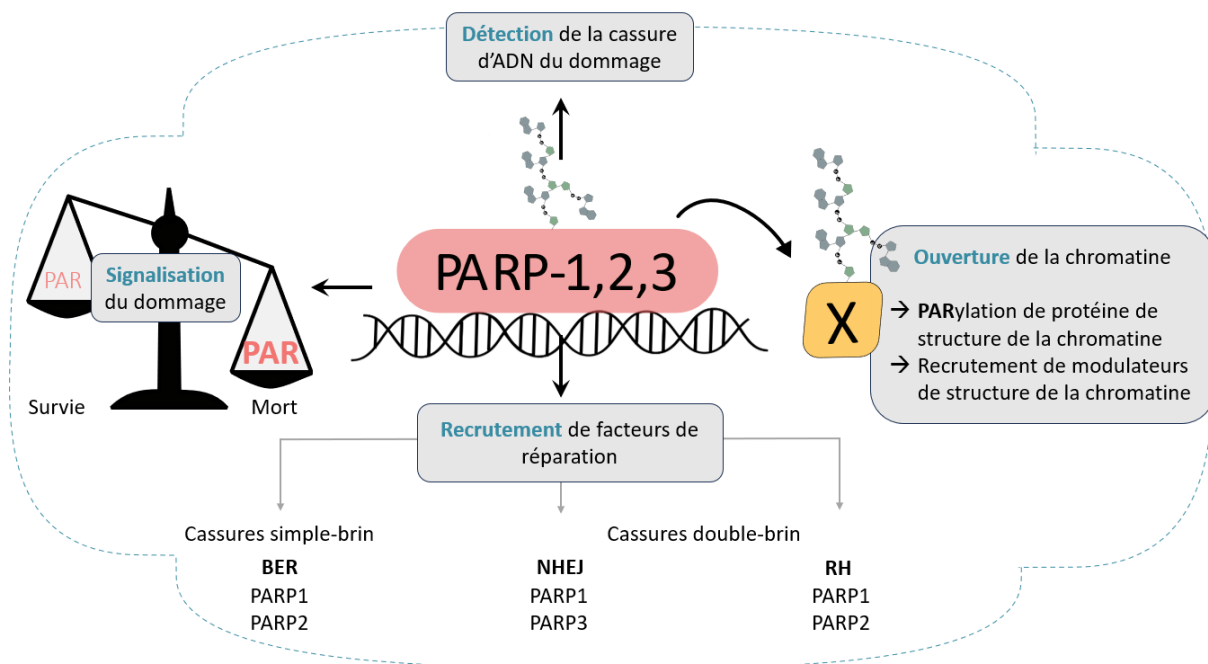 Détection de la cassure
d’ADN du dommage
PAR
Signalisation
du dommage
PAR
Survie
Mort
PARP-1,2,3
X
Ouverture de la chromatine
→ PARylation de protéine de
structure de la chromatine
→ Recrutement de modulateurs
de structure de la chromatine
Recrutement de facteurs de
réparation
Cassures simple-brin
Cassures double-brin
BER
PARP1
PARP2
NHEJ
PARP1
PARP3
RH
PARP1
PARP2